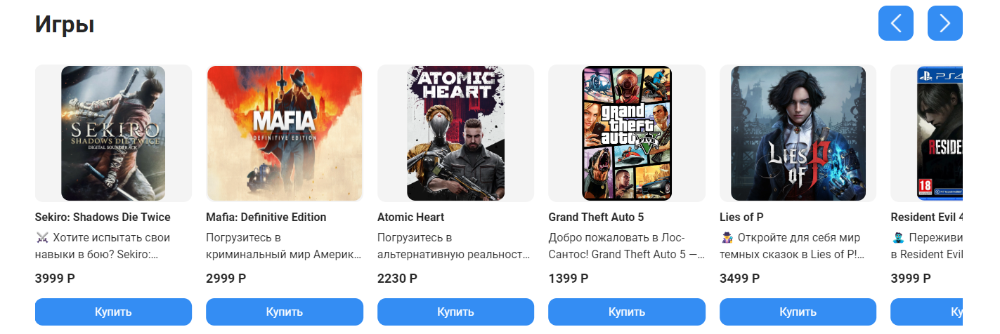 Игры
SEKIRO
SHADOWS DIE TWICE
DIGITAL SOUNDTRACK
MAFIA
DEFINITIVE EDITION
ATOMIC
HEART
grand
theft
auto
V
FIVE
LIES
OF P
PS4
RESIDE
18
Sekiro: Shadows Die Twice
⚔️ Хотите испытать свои
навыки в бою? Sekiro:...
3999 Р
Купить
Mafia: Definitive Edition
Погрузитесь в
криминальный мир Америк...
2999 Р
Купить
Atomic Heart
Погрузитесь в
альтернативную реальност...
2230 Р
Купить
Grand Theft Auto 5
Добро пожаловать в Лос-
Сантос! Grand Theft Auto 5 —...
1399 Р
Купить
Lies of P
🕵️ Откройте для себя мир
темных сказок в Lies of P!...
3499 Р
Купить
Resident Evil 4
🧟 Переживи
в Resident Evil
3999 Р
Ку